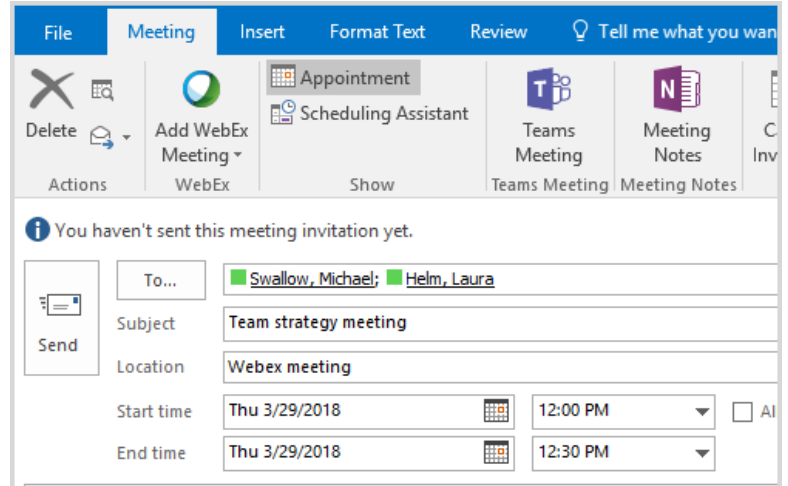 File Meeting Insert Format Text Review Tell me what you wan
Appointment
Scheduling Assistant
Delete Add WebEx Meeting Teams Meeting Meeting Notes
Actions WebEx Show Teams Meeting Meeting Notes
You haven't sent this meeting invitation yet.
To... Swallow, Michael; Helm, Laura
Send
Subject Team strategy meeting
Location Webex meeting
Start time Thu 3/29/2018 12:00 PM
End time Thu 3/29/2018 12:30 PM